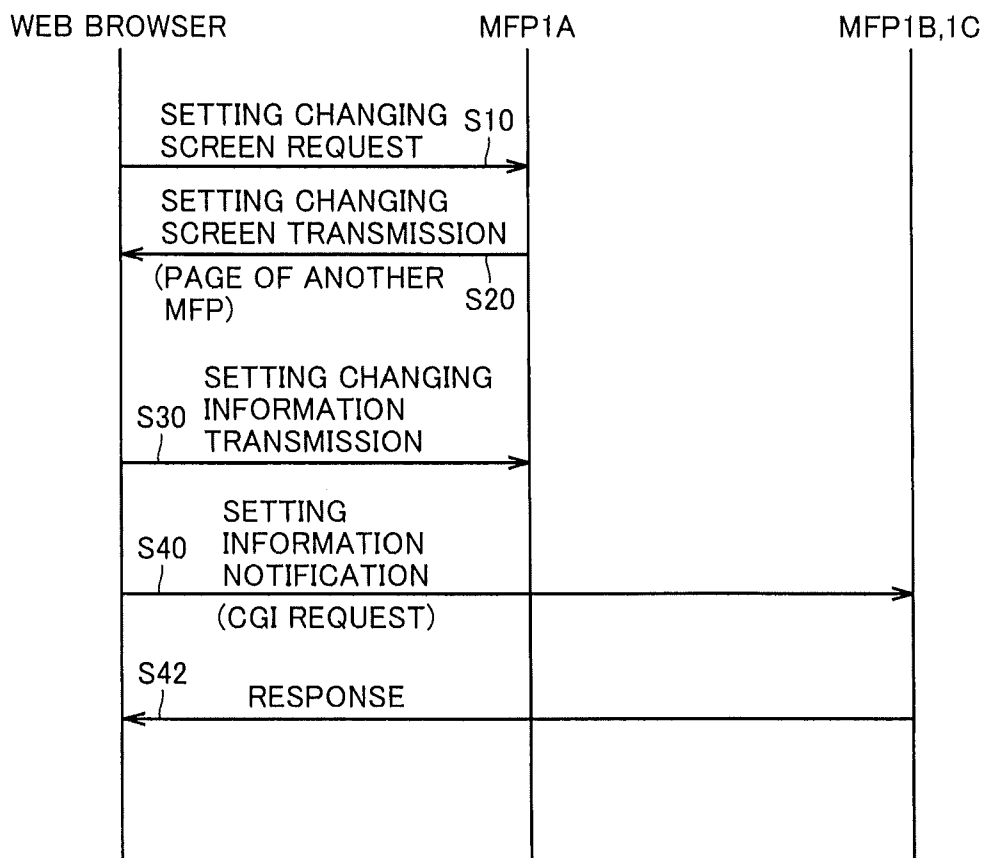 WEB BROWSER
MFP1A
MFP1B,1C
SETTING CHANGING
SCREEN REQUEST
S10
SETTING CHANGING
SCREEN TRANSMISSION
(PAGE OF ANOTHER
MFP)
S20
SETTING CHANGING
INFORMATION
TRANSMISSION
S30
SETTING
INFORMATION
NOTIFICATION
S40
(CGI REQUEST)
S42
RESPONSE